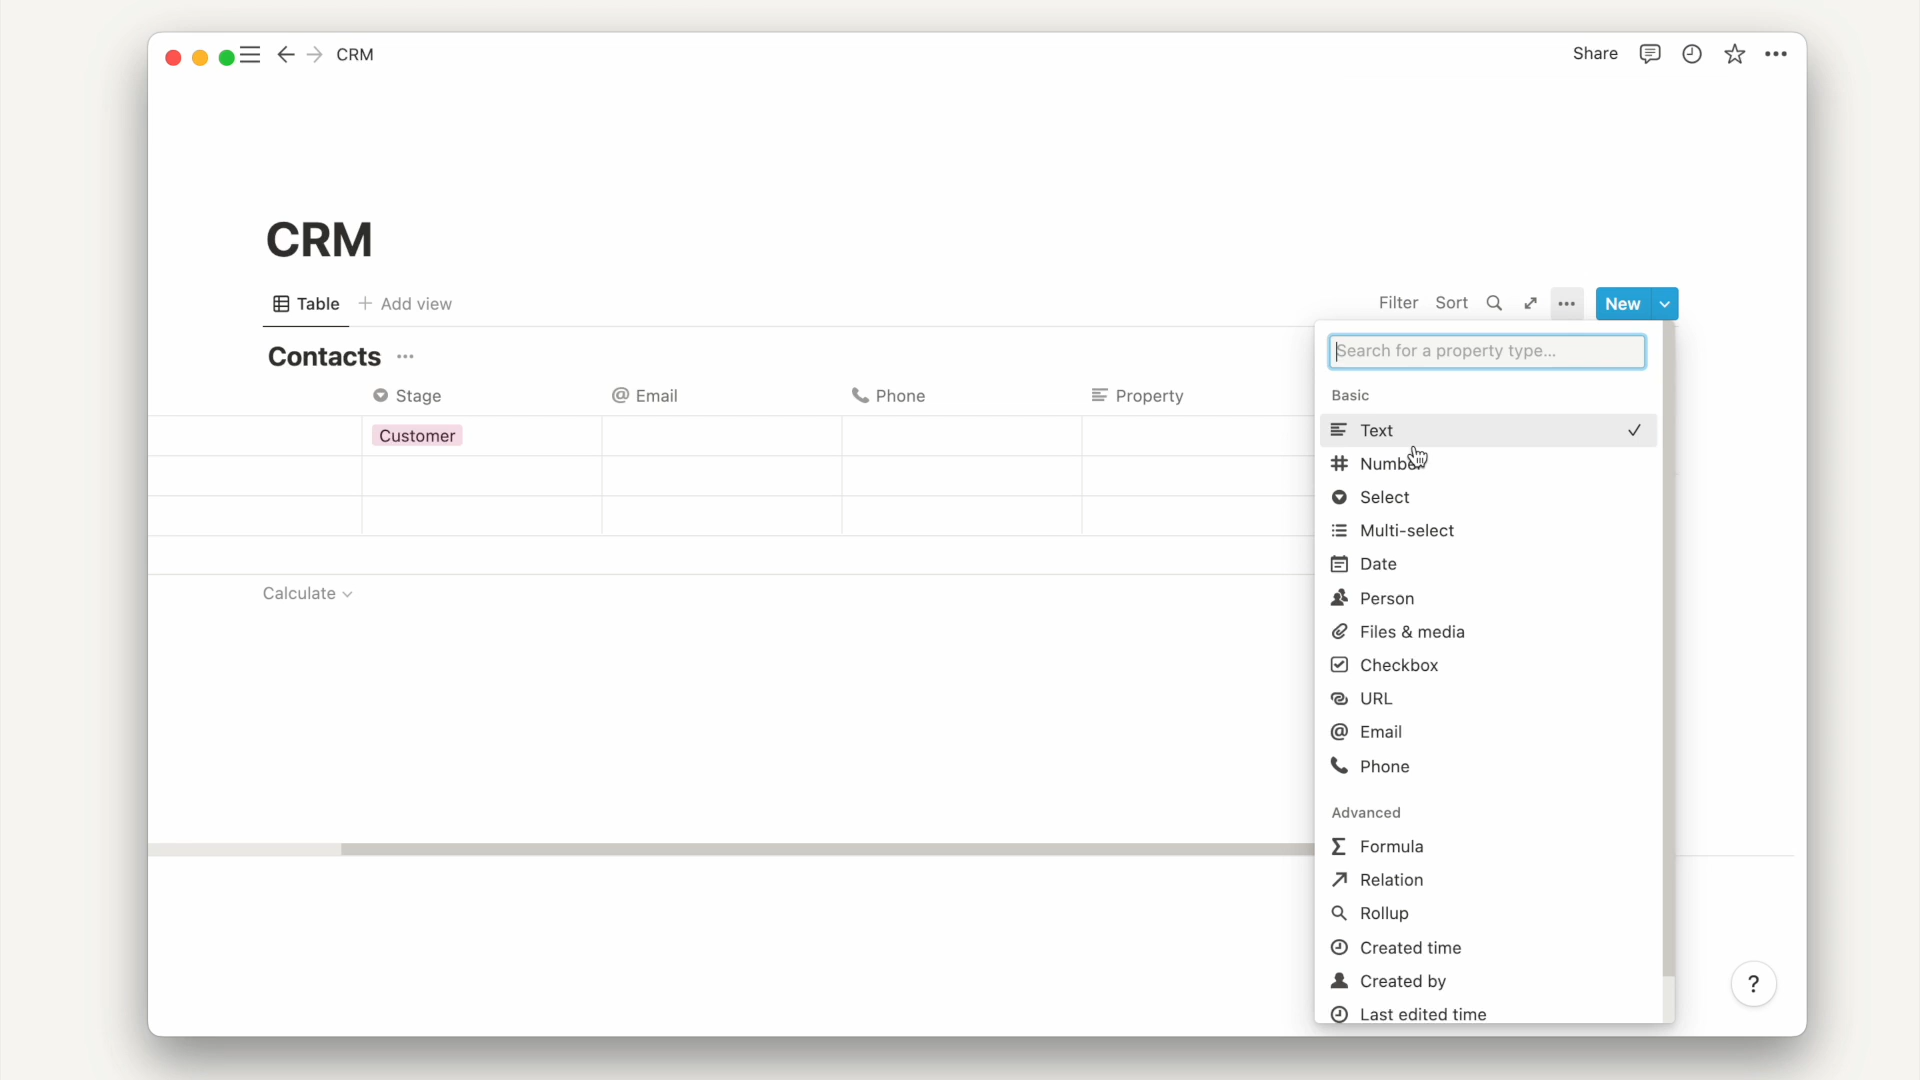 CRM
Share
CRM
Table
+ Add view
Filter
Sort
New
Contacts
Stage
Email
Phone
Property
Customer
Calculate
Search for a property type...
Basic
Text
Number
Select
Multi-select
Date
Person
Files & media
Checkbox
URL
Email
Phone
Advanced
Formula
Relation
Rollup
Created time
Created by
Last edited time
?